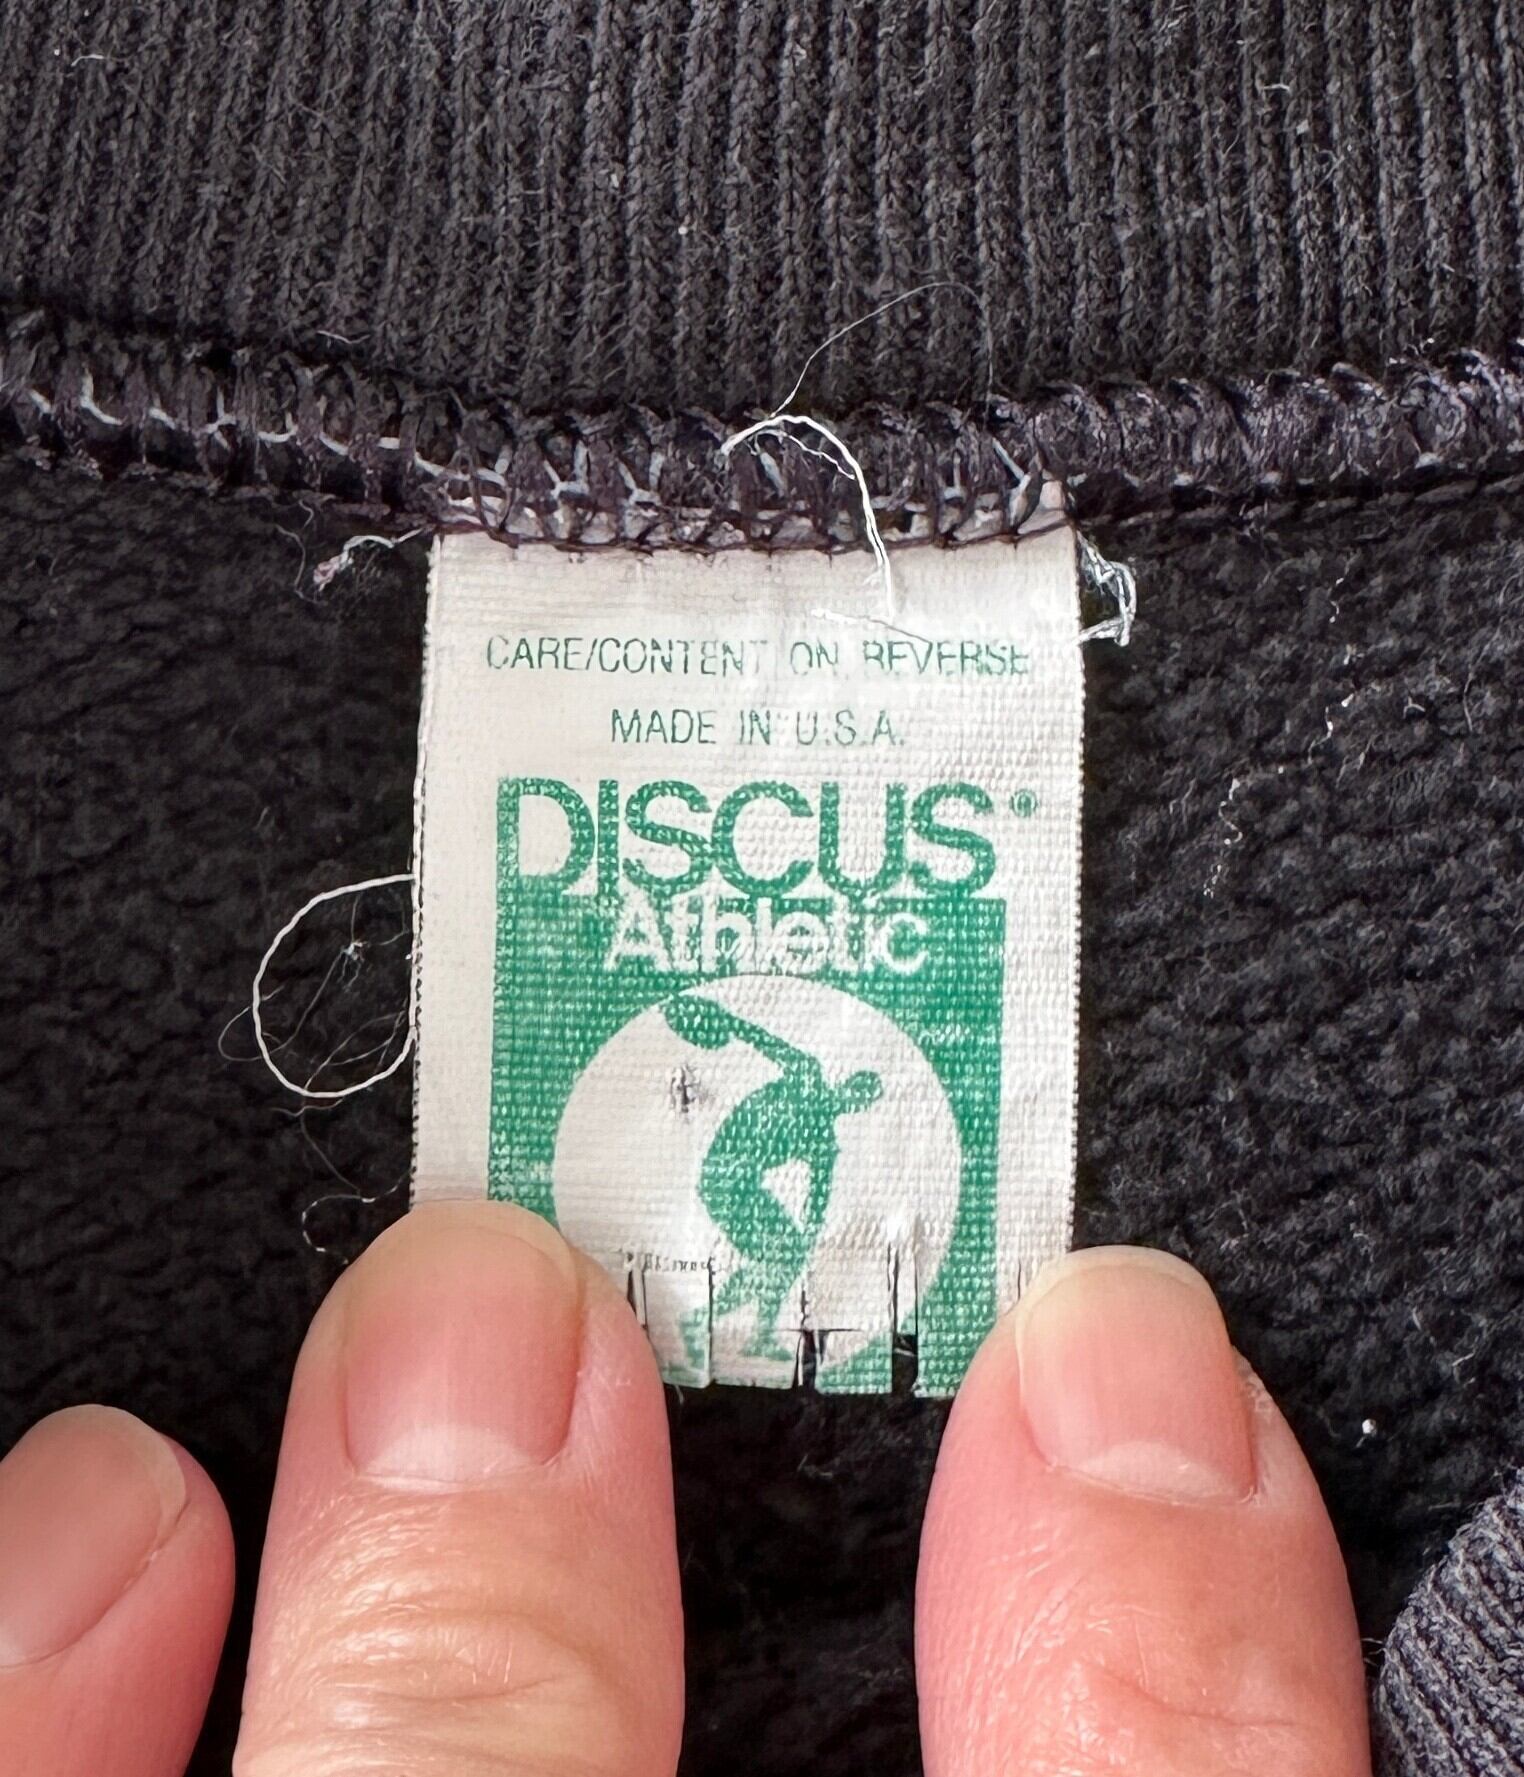 CARE/CONTENT ON REVERSE
MADE IN U.S.A.
DISCUS®
Athletic